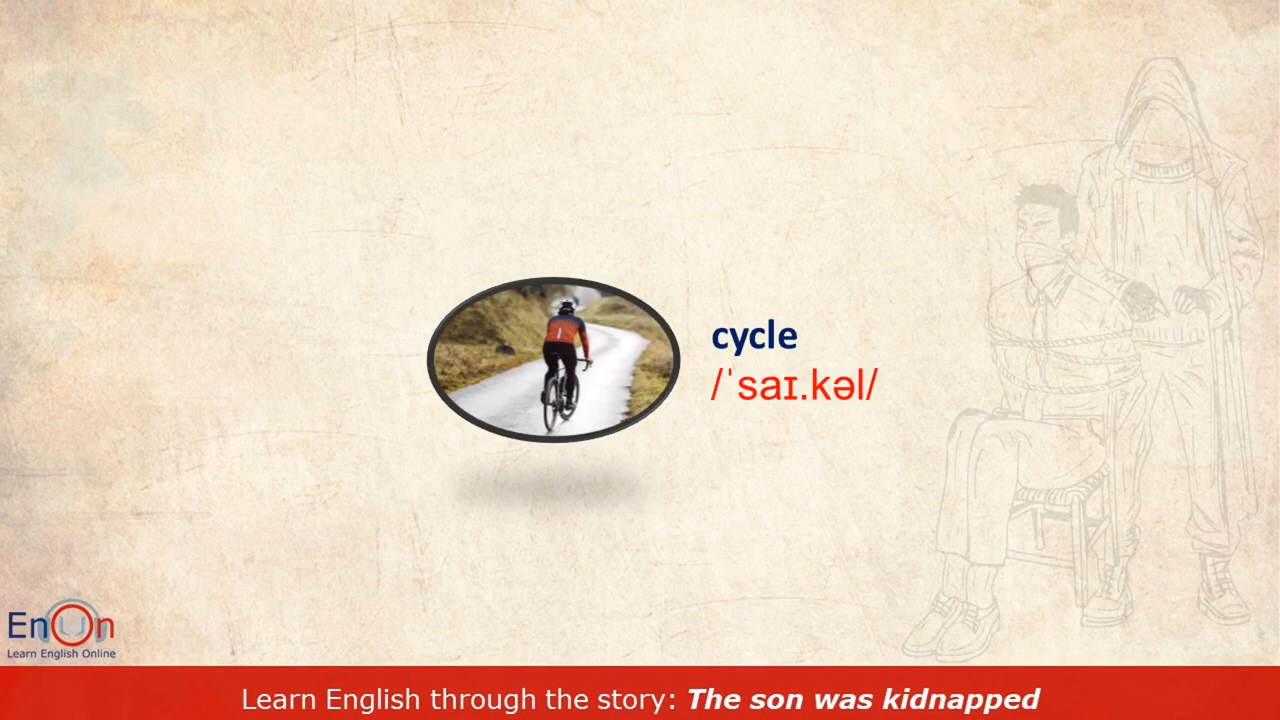 cycle
/ˈsaɪ.kəl/
EnOn
Learn English Online
Learn English through the story: The son was kidnapped